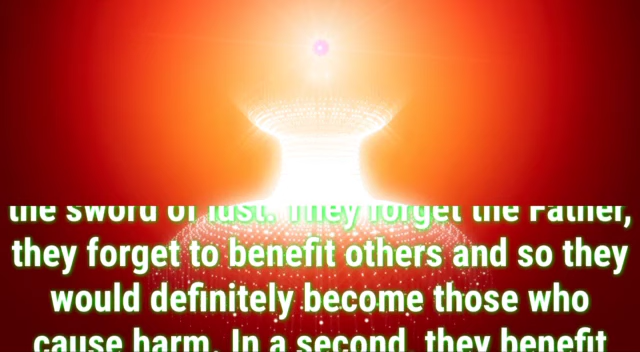 the sword of lust. They forget the Father,
they forget to benefit others and so they
would definitely become those who
cause harm. In a second, they benefit